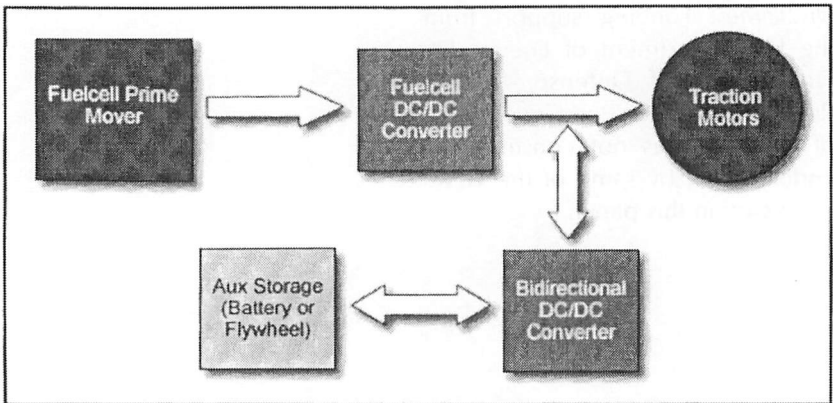 Fuelcell Prime
Mover
Fuelcell
DC/DC
Converter
Traction
Motors
Aux Storage
(Battery or
Flywheel)
Bidirectional
DC/DC
Converter